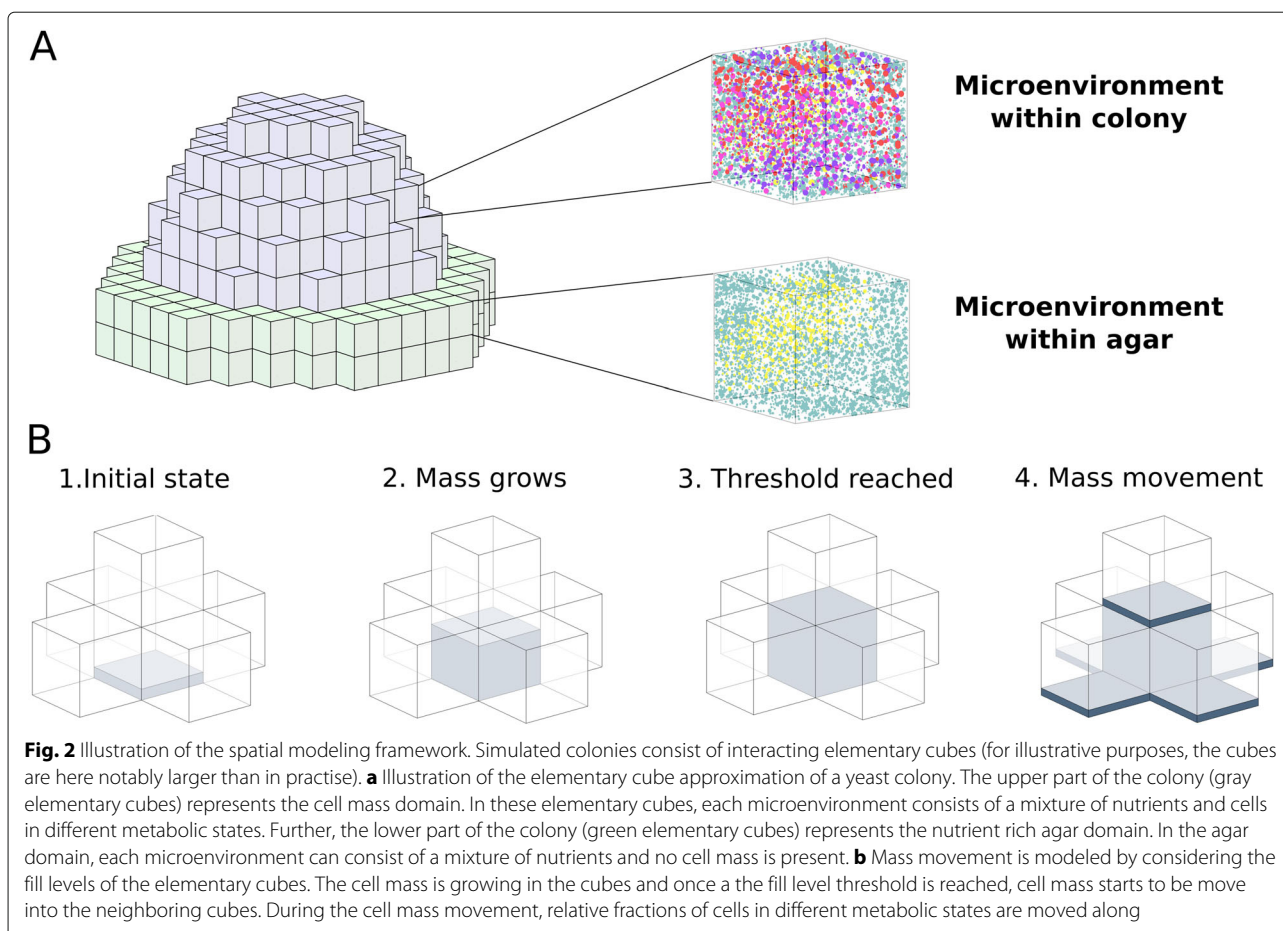 A
Microenvironment
within colony
Microenvironment
within agar
B
1.Initial state
2. Mass grows
3. Threshold reached
4. Mass movement
Fig. 2 Illustration of the spatial modeling framework. Simulated colonies consist of interacting elementary cubes (for illustrative purposes, the cubes
are here notably larger than in practise). a Illustration of the elementary cube approximation of a yeast colony. The upper part of the colony (gray
elementary cubes) represents the cell mass domain. In these elementary cubes, each microenvironment consists of a mixture of nutrients and cells
in different metabolic states. Further, the lower part of the colony (green elementary cubes) represents the nutrient rich agar domain. In the agar
domain, each microenvironment can consist of a mixture of nutrients and no cell mass is present. b Mass movement is modeled by considering the
fill levels of the elementary cubes. The cell mass is growing in the cubes and once a the fill level threshold is reached, cell mass starts to be move
into the neighboring cubes. During the cell mass movement, relative fractions of cells in different metabolic states are moved along